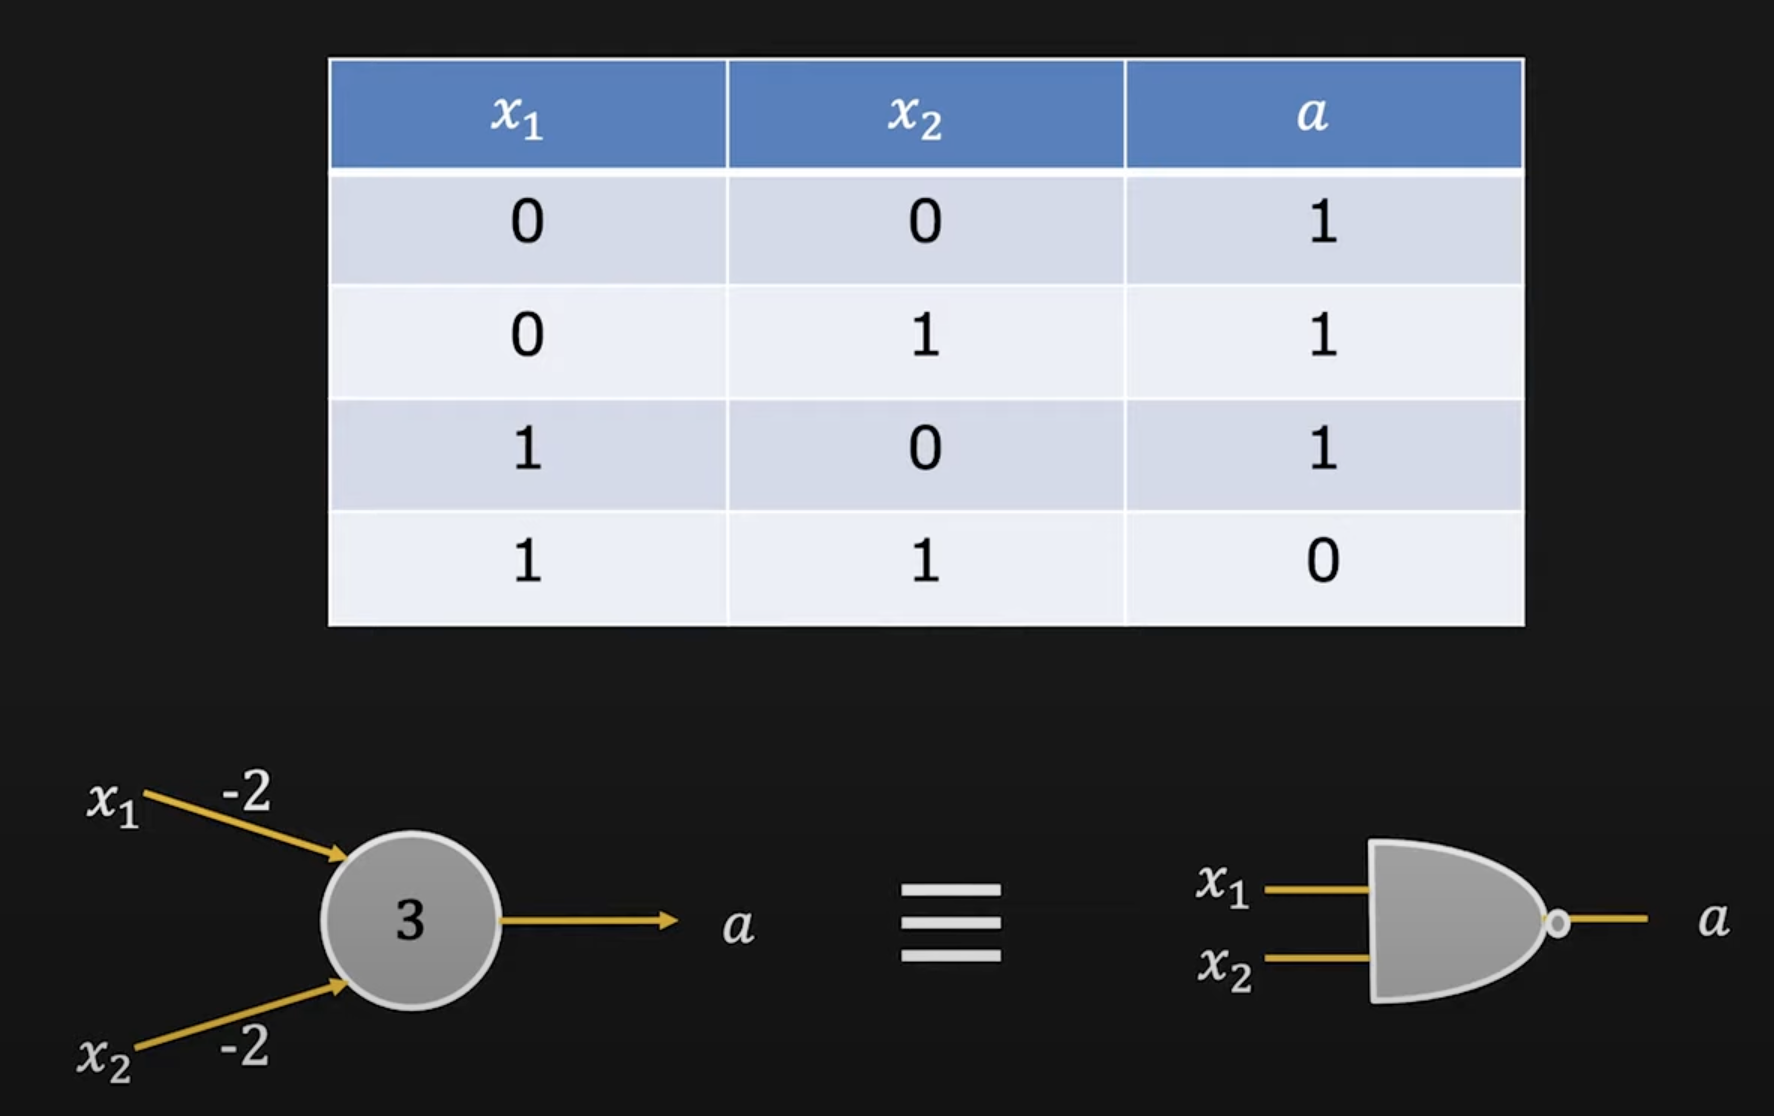 x₁ x₂ a
0 0 1
0 1 1
1 0 1
1 1 0
x₁ -2
3 a
x₂ -2
x₁
x₂
a